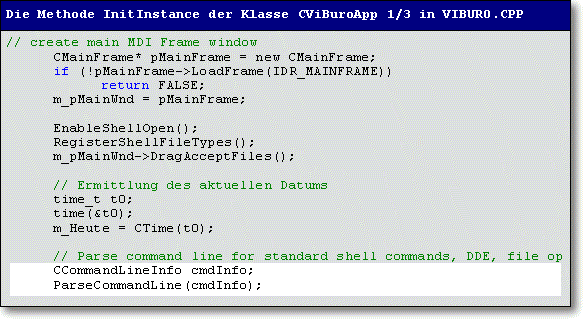 Die Methode InitInstance der Klasse CViBuroApp 1/3 in VIBURO.CPP
// create main MDI Frame window
CMainFrame* pMainFrame = new CMainFrame;
if (!pMainFrame->LoadFrame(IDR_MAINFRAME))
return FALSE;
m_pMainWnd = pMainFrame;
EnableShellOpen();
RegisterShellFileTypes();
m_pMainWnd->DragAcceptFiles();
// Ermittlung des aktuellen Datums
time_t t0;
time(&t0);
m_Heute = CTime(t0);
// Parse command line for standard shell commands, DDE, file op
CCommandLineInfo cmdInfo;
ParseCommandLine(cmdInfo);